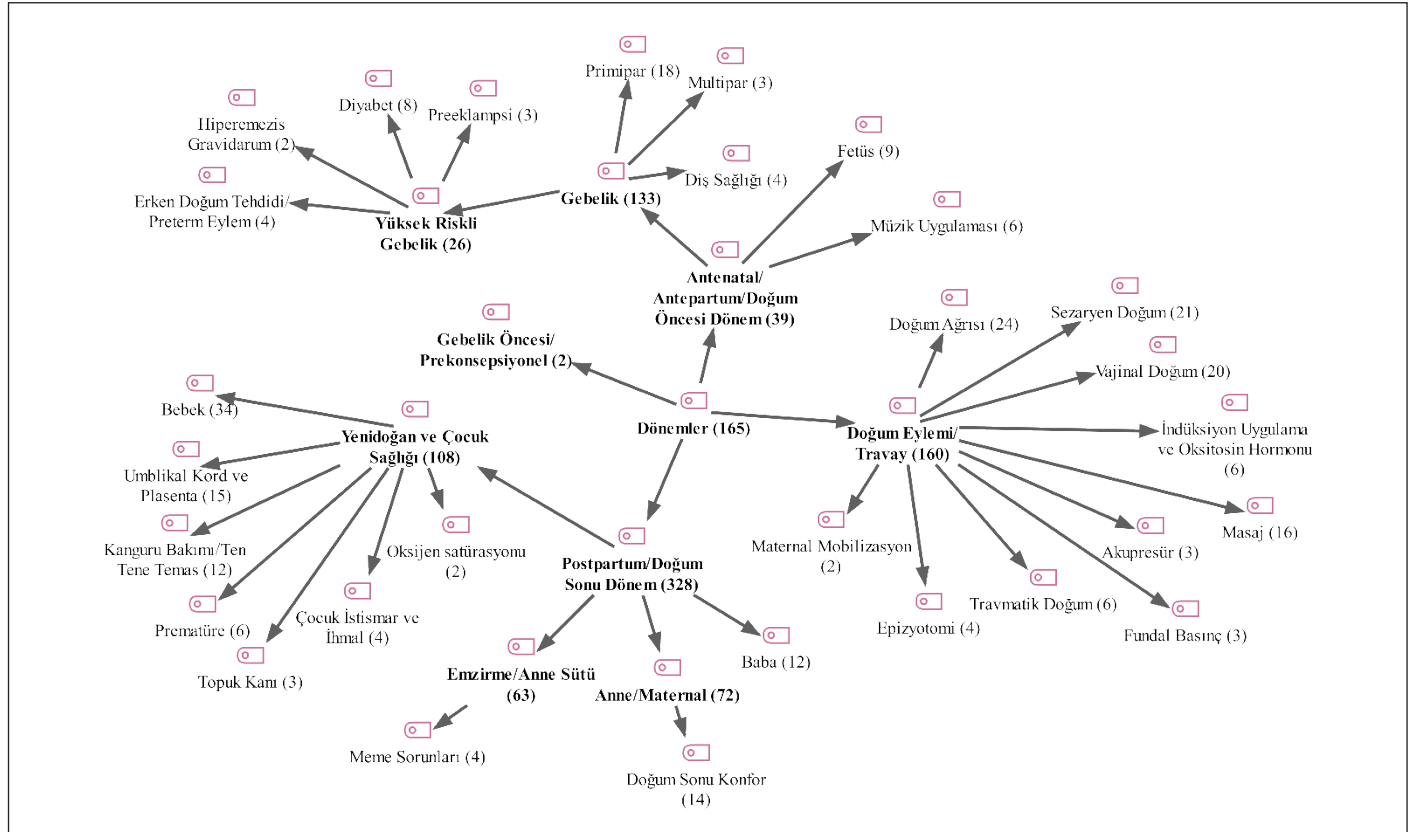 Primipar (18)
Multipar (3)
Diyabet (8)
Preeklampsi (3)
Hiperemezis
Gravidarum (2)
Fetüs (9)
Diş Sağlığı (4)
Erken Doğum Tehdidi/
Preterm Eylem (4)
Gebelik (133)
Yüksek Riskli
Gebelik (26)
Müzik Uygulaması (6)
Antenatal/
Antepartum/Doğum
Öncesi Dönem (39)
Sezaryen Doğum (21)
Doğum Ağrısı (24)
Gebelik Öncesi/
Prekonsepsiyonel (2)
Vajinal Doğum (20)
Bebek (34)
Dönemler (165)
Yenidoğan ve Çocuk
Sağlığı (108)
Doğum Eylemi/
Travay (160)
İndüksiyon Uygulama
ve Oksitosin Hormonu
(6)
Umblikal Kord ve
Plasenta (15)
Masaj (16)
Kanguru Bakımı/Ten
Tene Temas (12)
Oksijen satürasyonu
(2)
Maternal Mobilizasyon
(2)
Akupresür (3)
Postpartum/Doğum
Sonu Dönem (328)
Prematüre (6)
Çocuk İstismar ve
İhmal (4)
Travmatik Doğum (6)
Epizyotomi (4)
Fundal Basınç (3)
Topuk Kanı (3)
Emzirme/Anne Sütü
(63)
Anne/Maternal (72)
Baba (12)
Meme Sorunları (4)
Doğum Sonu Konfor
(14)